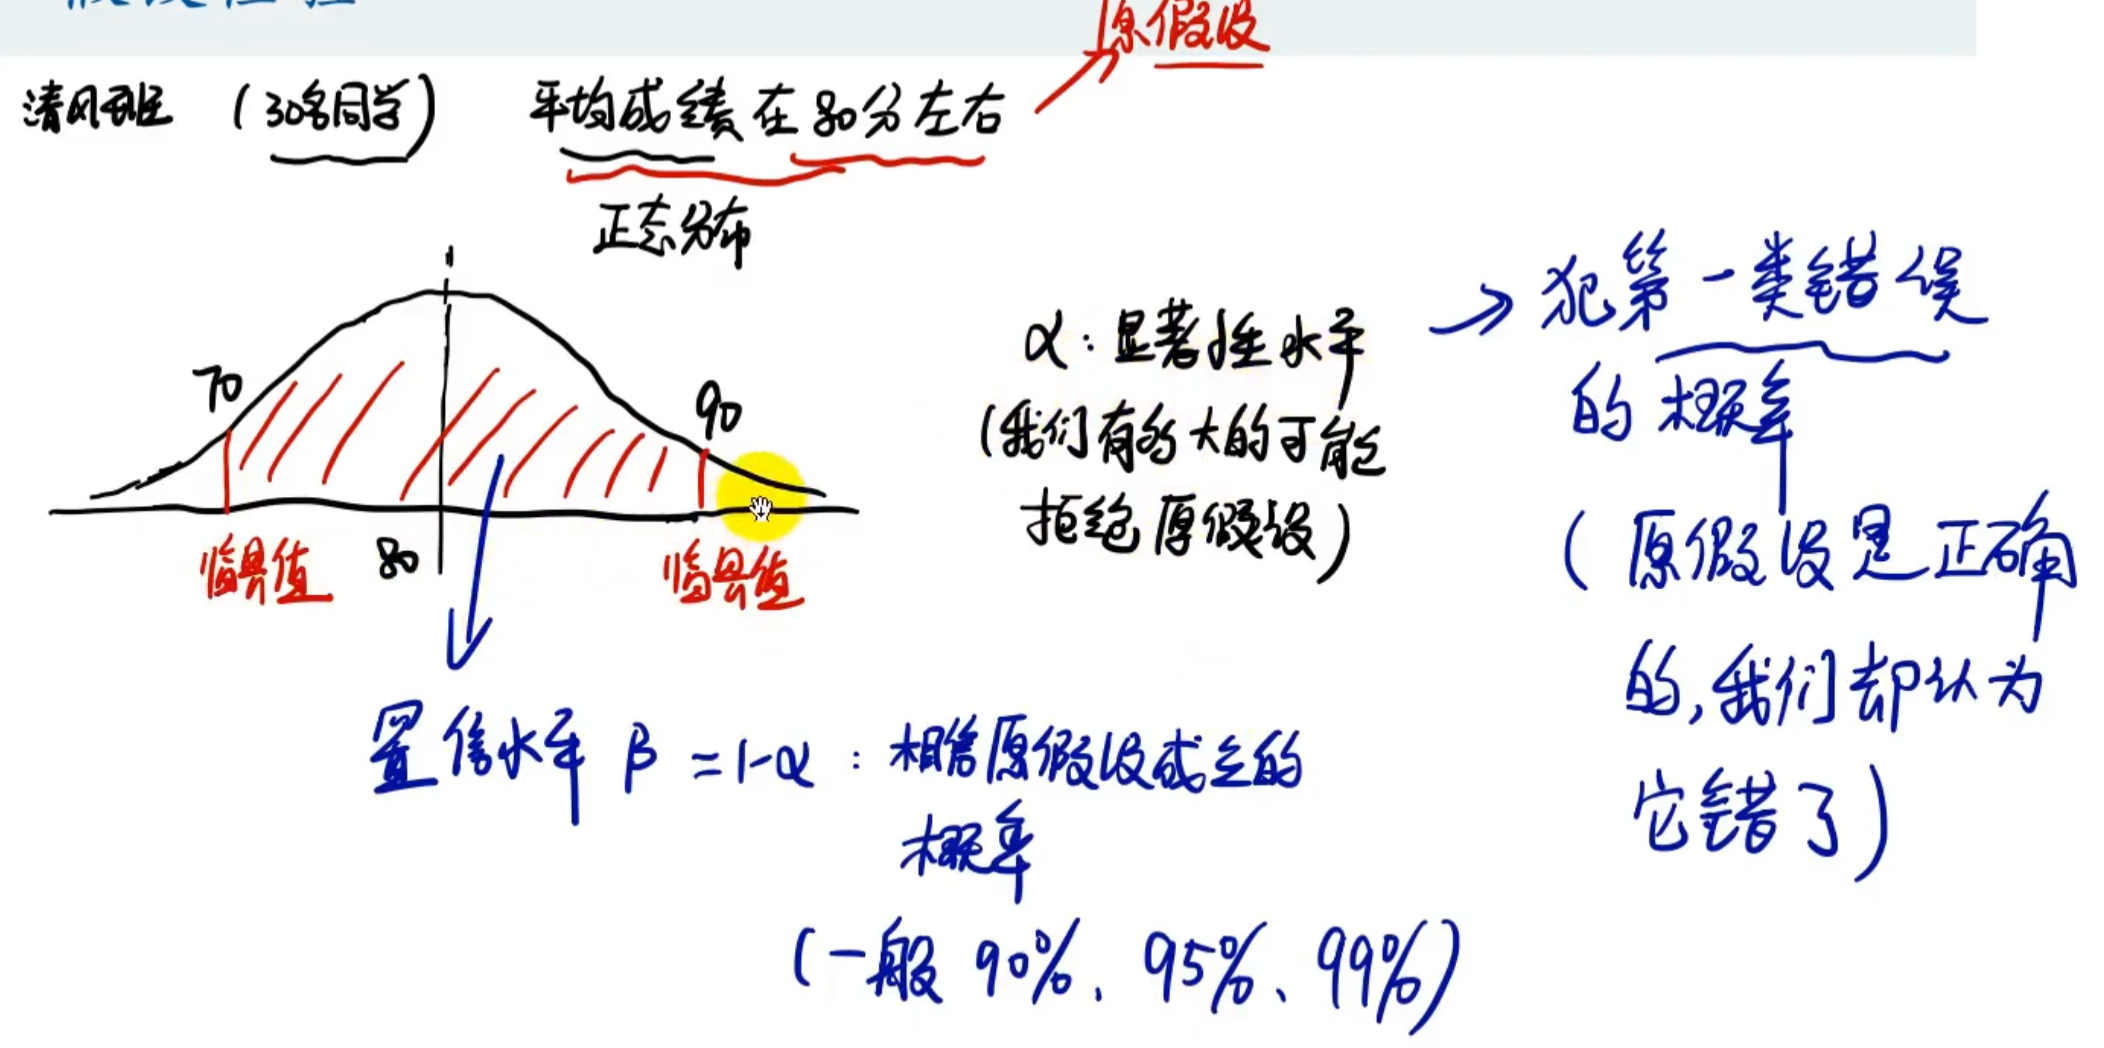 假设检验
原假设
清风班 (30名同学) 平均成绩在80分左右
正态分布
70
90
临界值
80
临界值
α:显著性水平
(我们有多大的可能
拒绝原假设)
犯第一类错误
的概率
(原假设是正确
的,我们却认为
它错了)
置信水平 β = 1-α : 相信原假设成立的
概率
(一般 90%、95%、99%)